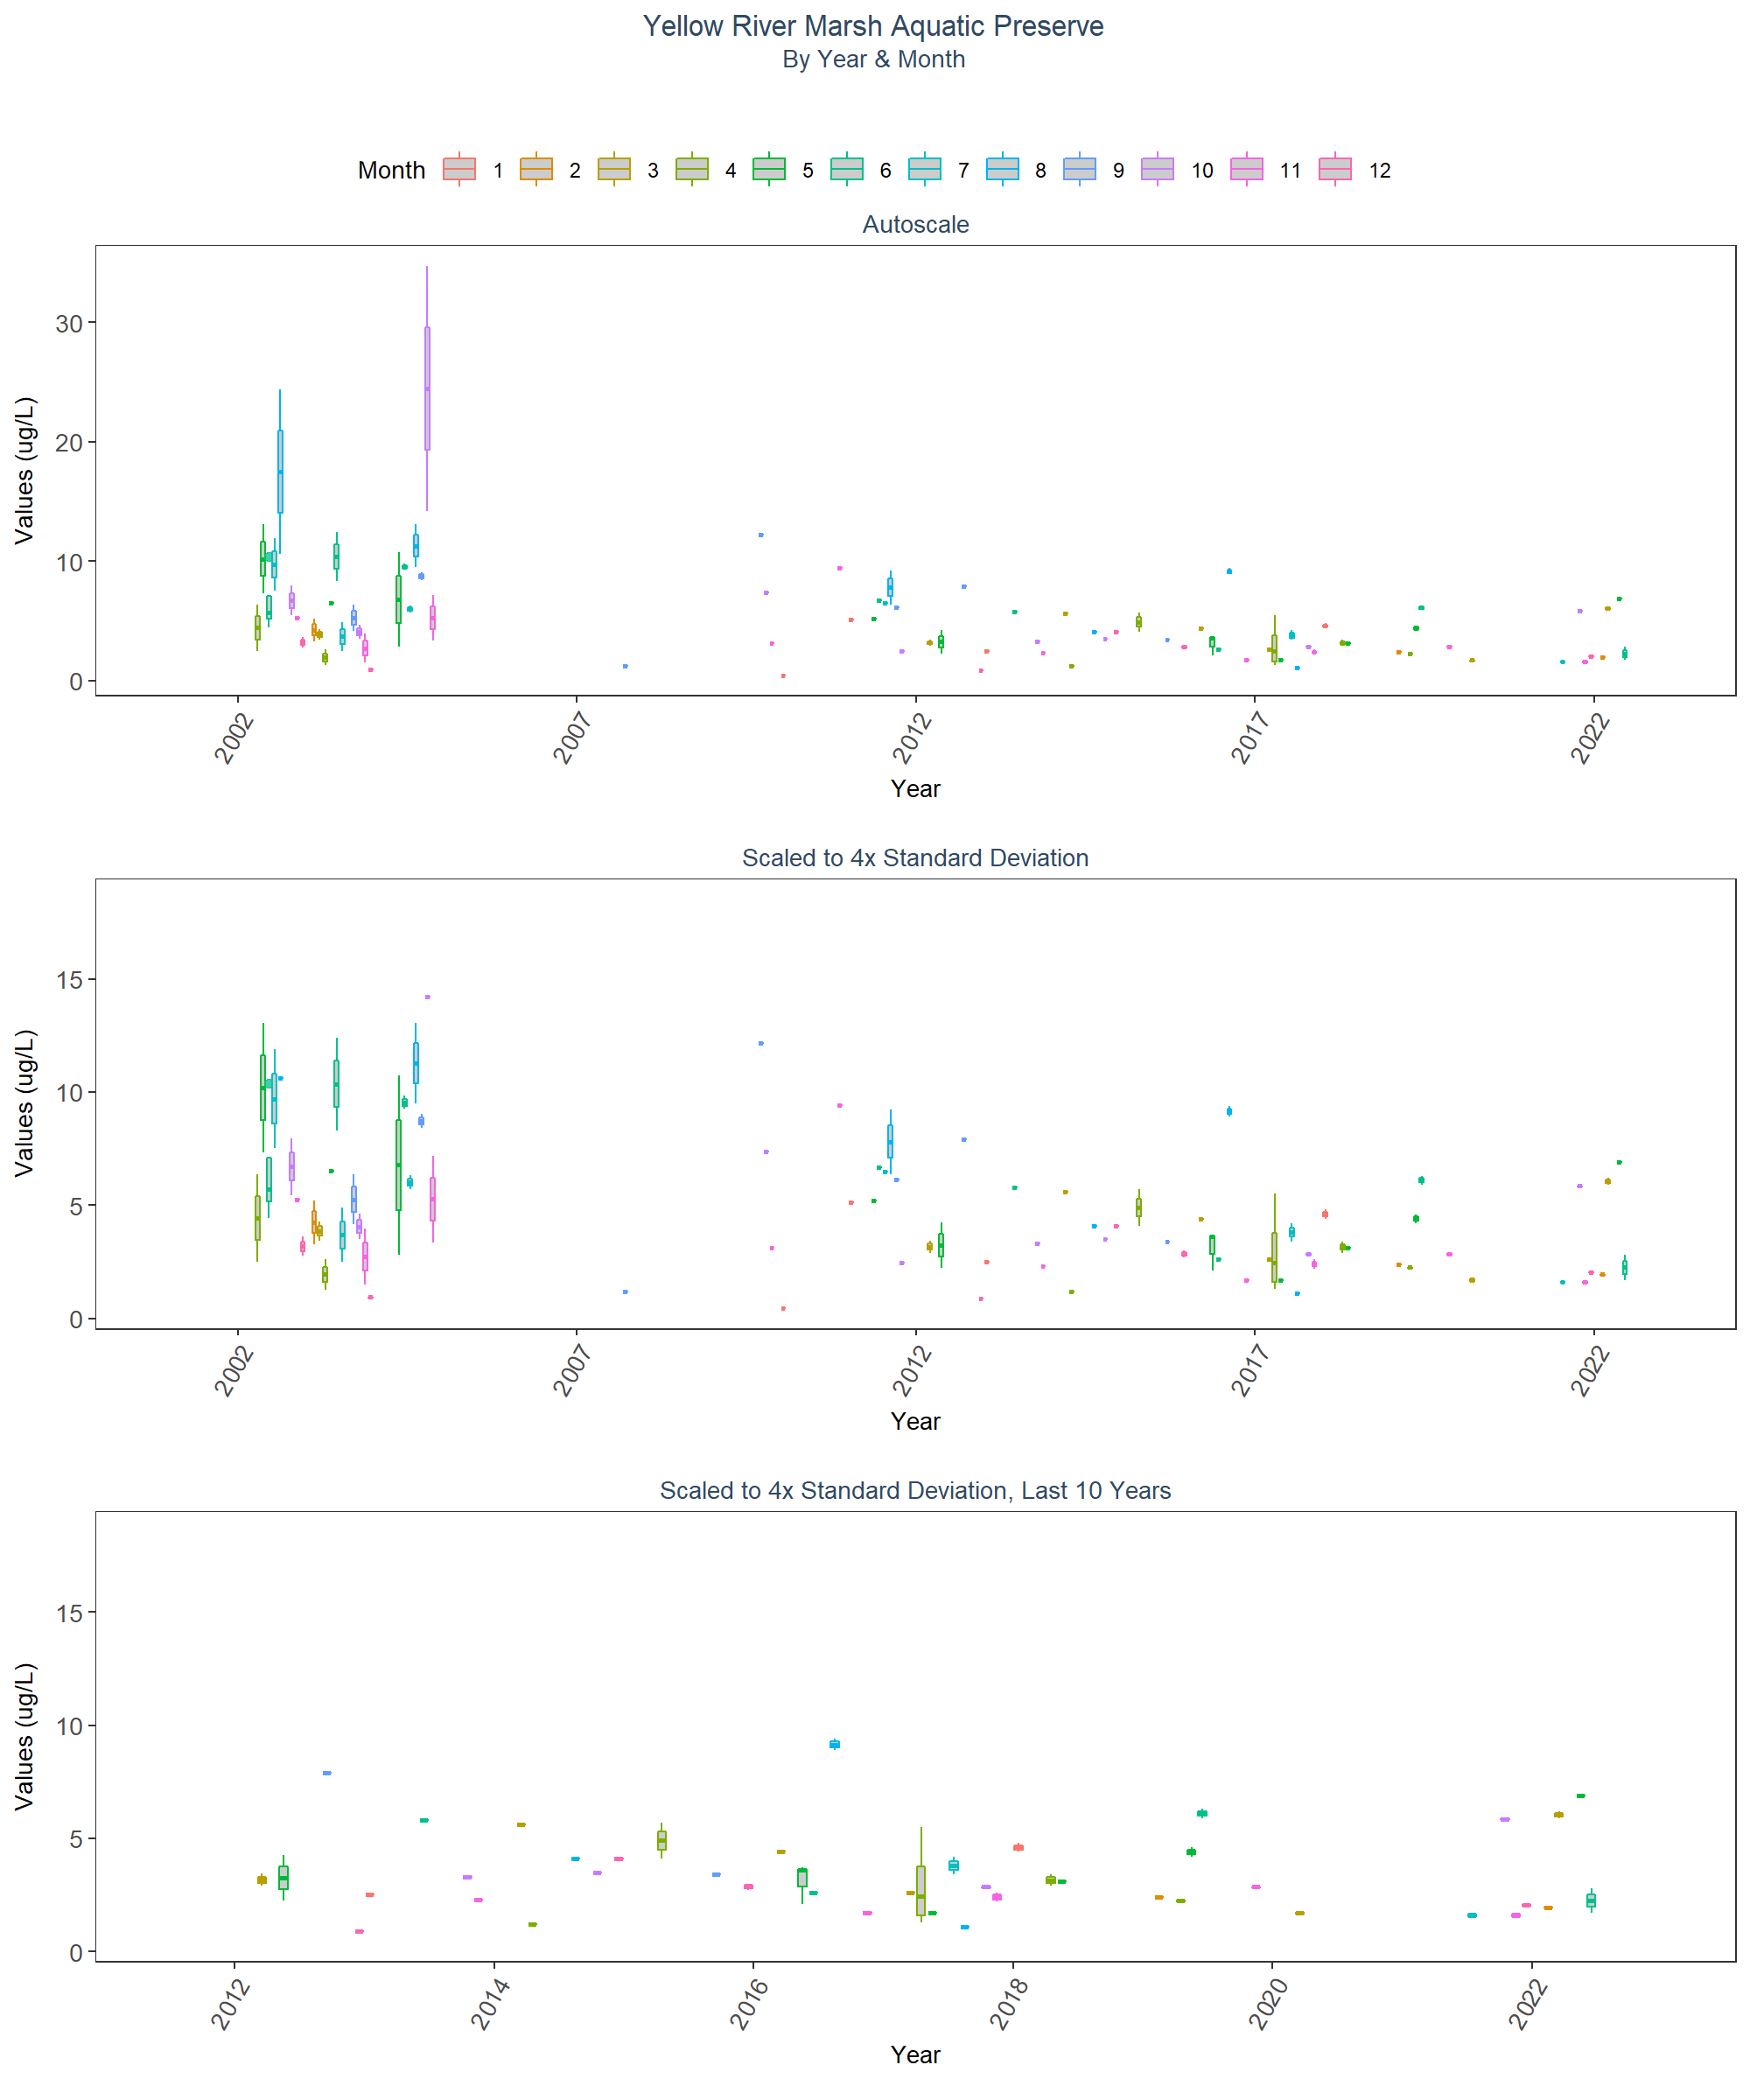 Yellow River Marsh Aquatic Preserve
By Year & Month
Month 1 2 3 4 5 6 7 8 9 10 11 12
Autoscale
Values (ug/L)
30
20
10
0
2002 2007 2012 2017 2022
Year
Scaled to 4x Standard Deviation
Values (ug/L)
15
10
5
0
2002 2007 2012 2017 2022
Year
Scaled to 4x Standard Deviation, Last 10 Years
Values (ug/L)
15
10
5
0
2012 2014 2016 2018 2020 2022
Year